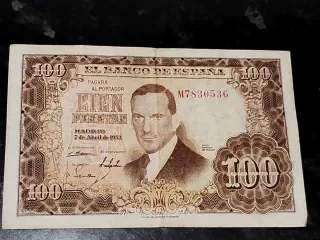 100 EL BANCO DE ESPAÑA 100
PAGARA
AL PORTADOR
M7830536
CIEN
PESETAS
MADRID
7 de Abril de 1953
100 100